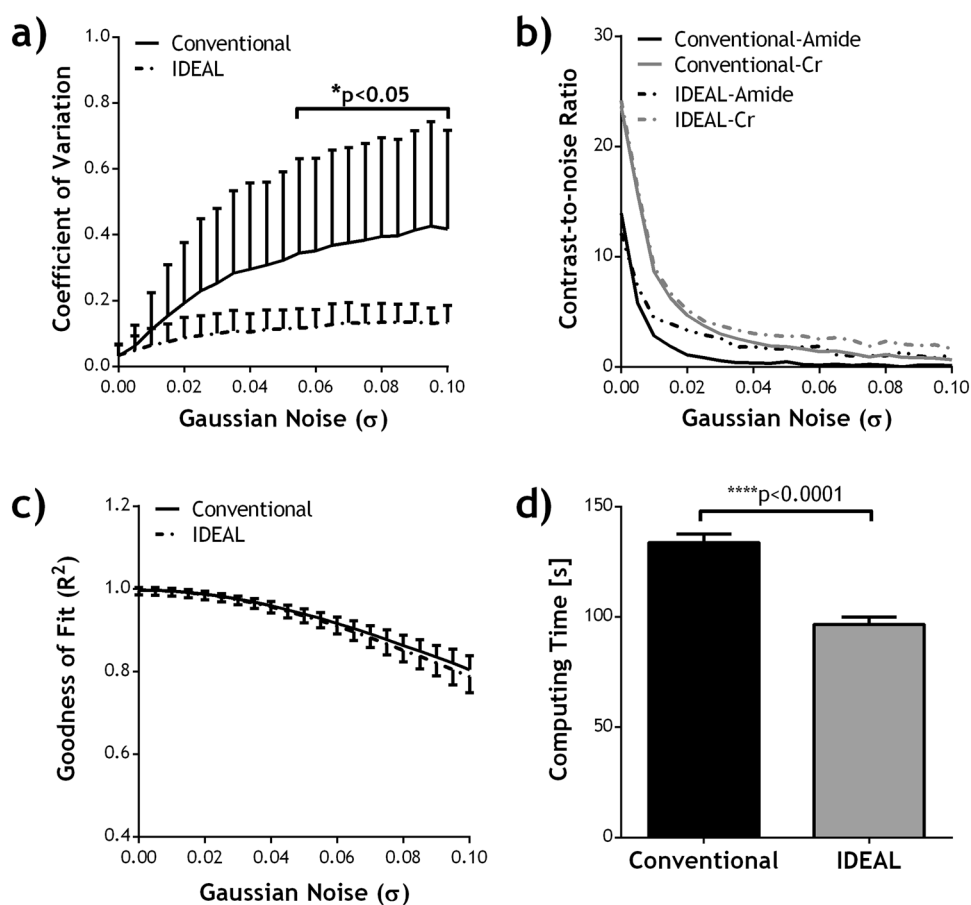 a)
1.0
0.8
0.6
0.4
0.2
0.0
Coefficient of Variation
Conventional
IDEAL
*p<0.05
0.00 0.02 0.04 0.06 0.08 0.10
Gaussian Noise (σ)
b)
30
20
10
0
Contrast-to-noise Ratio
Conventional-Amide
Conventional-Cr
IDEAL-Amide
IDEAL-Cr
0.00 0.02 0.04 0.06 0.08 0.10
Gaussian Noise (σ)
c)
1.2
1.0
0.8
0.6
0.4
Goodness of Fit (R²)
Conventional
IDEAL
0.00 0.02 0.04 0.06 0.08 0.10
Gaussian Noise (σ)
d)
150
100
50
0
Computing Time [s]
****p<0.0001
Conventional IDEAL